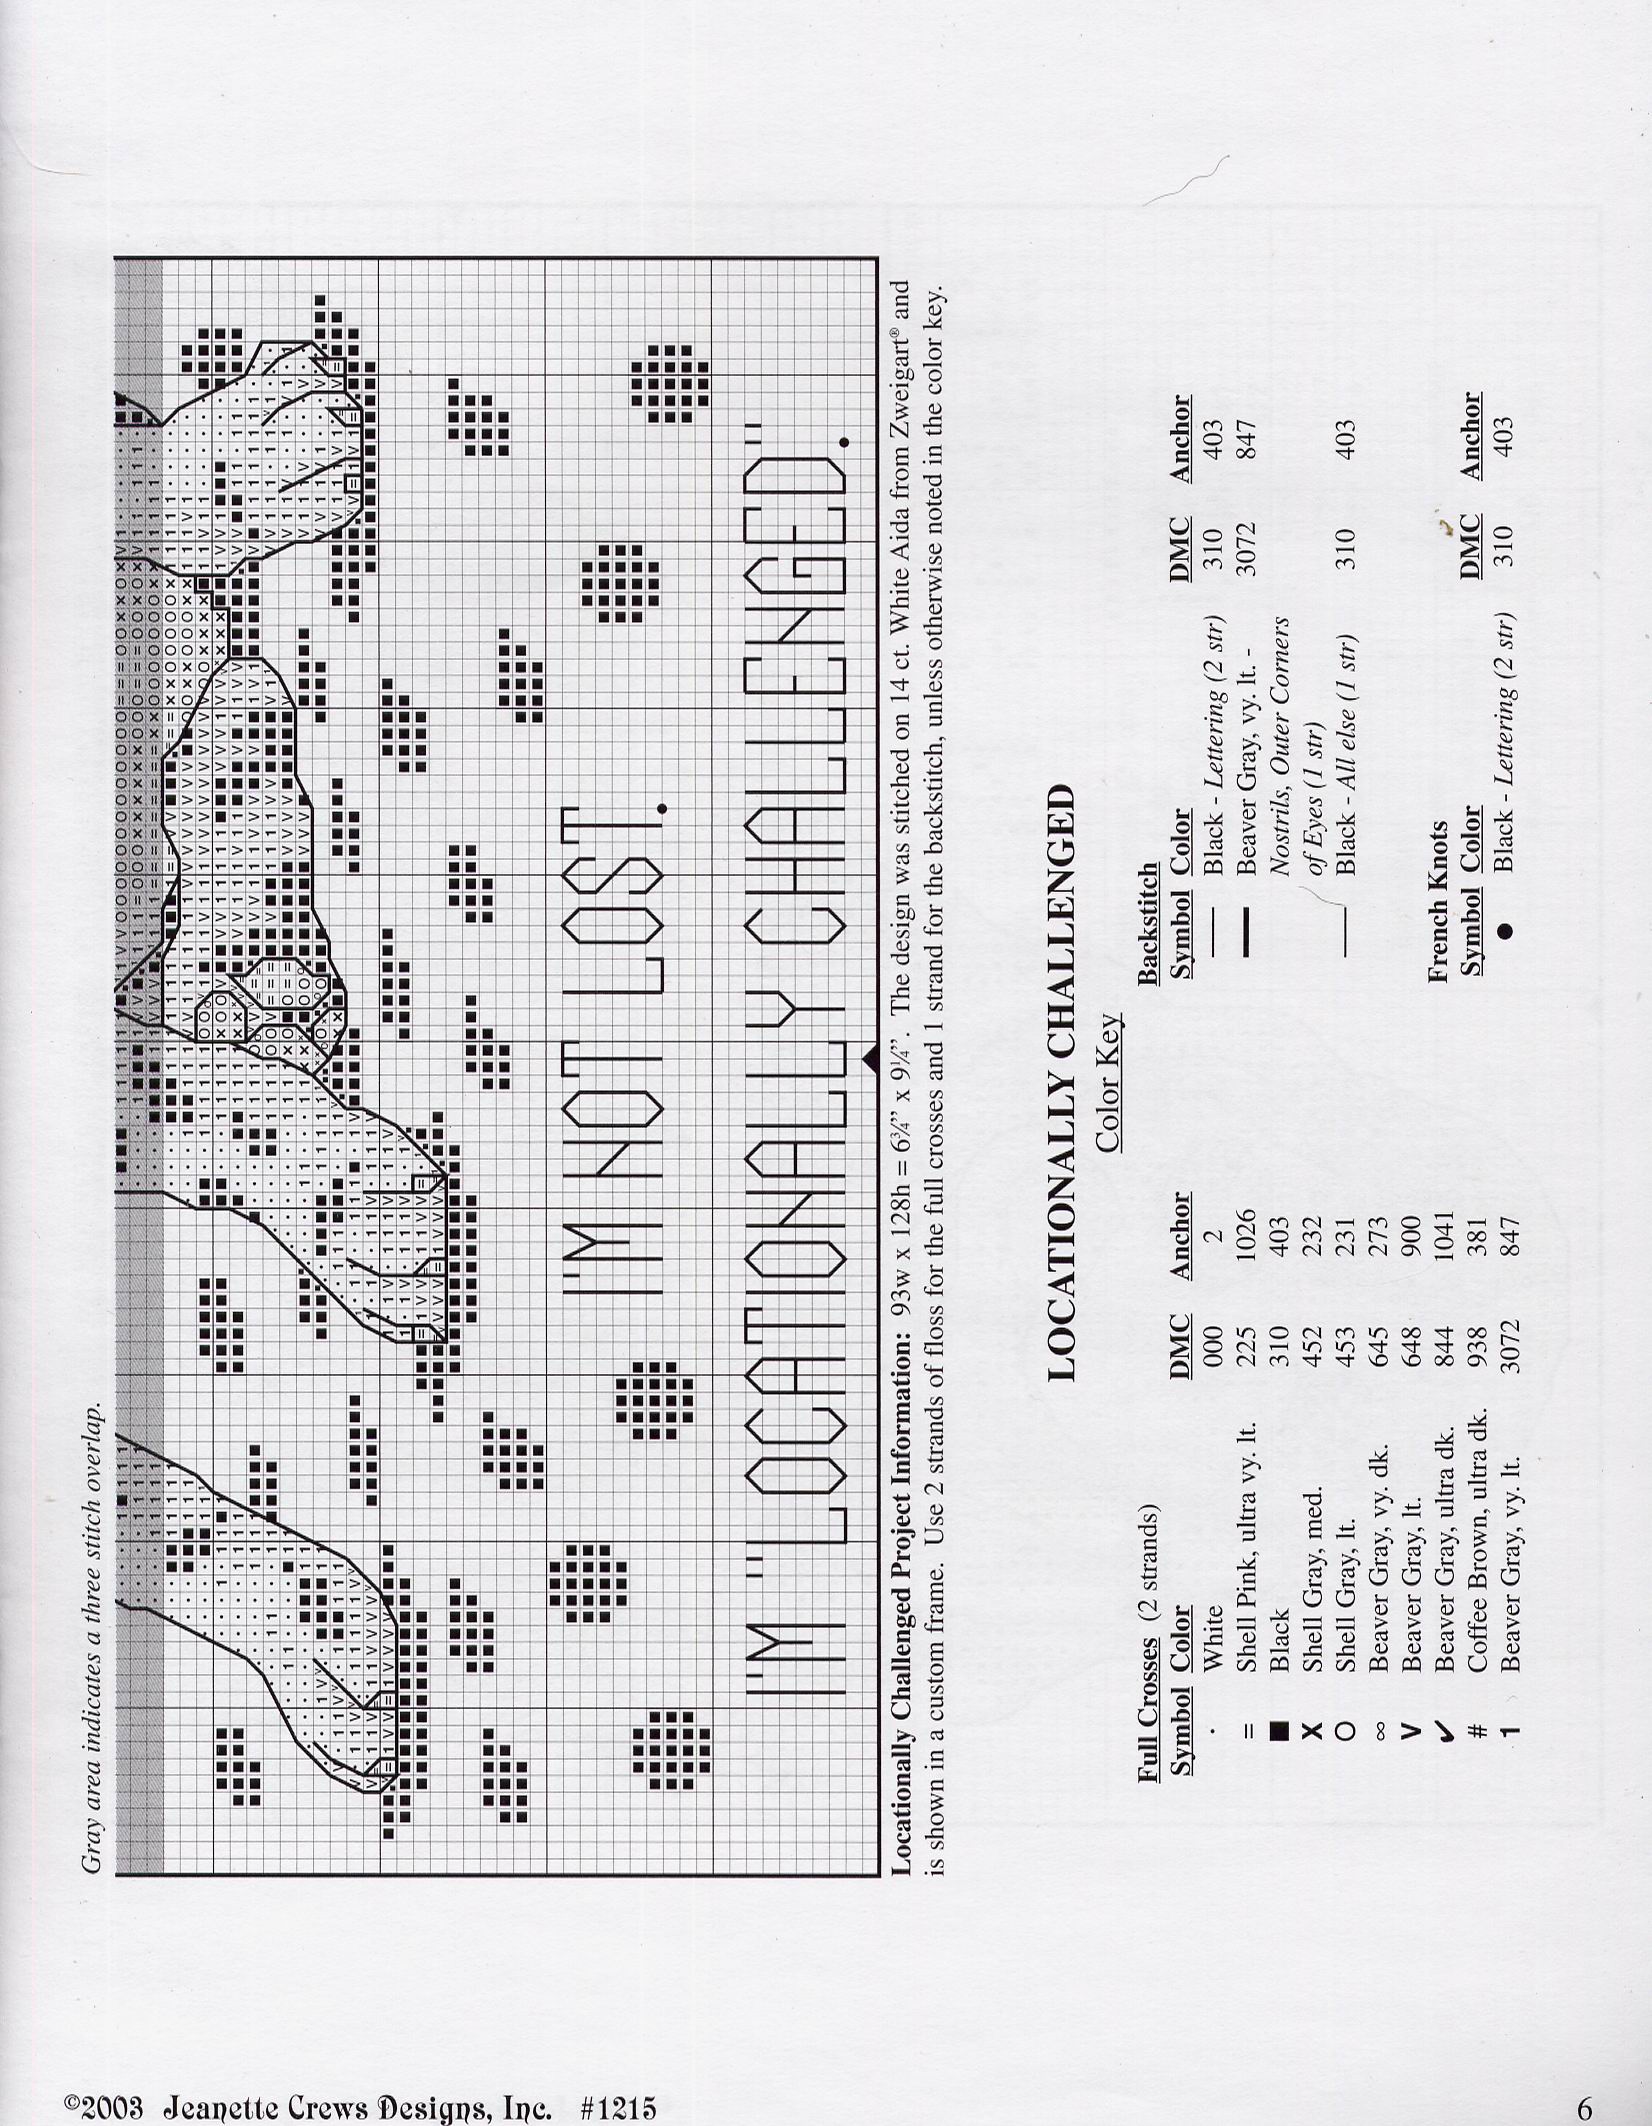 Gray area indicates a three stitch overlap.
I'M NOT LOST.
I'M "LOCATIONALLY CHALLENGED".
Locationally Challenged Project Information: 93w x 128h = 6¾” x 9¼”. The design was stitched on 14 ct. White Aida from Zweigart® and
is shown in a custom frame. Use 2 strands of floss for the full crosses and 1 strand for the backstitch, unless otherwise noted in the color key.
LOCATIONALLY CHALLENGED
Color Key
Full Crosses (2 strands)
Symbol Color DMC Anchor
· White 000 2
= Shell Pink, ultra vy. lt. 225 1026
■ Black 310 403
X Shell Gray, med. 452 232
O Shell Gray, lt. 453 231
∞ Beaver Gray, vy. dk. 645 273
V Beaver Gray, lt. 648 900
✓ Beaver Gray, ultra dk. 844 1041
# Coffee Brown, ultra dk. 938 381
1 Beaver Gray, vy. lt. 3072 847
Backstitch
Symbol Color DMC Anchor
— Black - Lettering (2 str) 310 403
— Beaver Gray, vy. lt. - 3072 847
Nostrils, Outer Corners
of Eyes (1 str)
— Black - All else (1 str) 310 403
French Knots
Symbol Color DMC Anchor
● Black - Lettering (2 str) 310 403
©2003 Jeanette Crews Designs, Inc. #1215
6